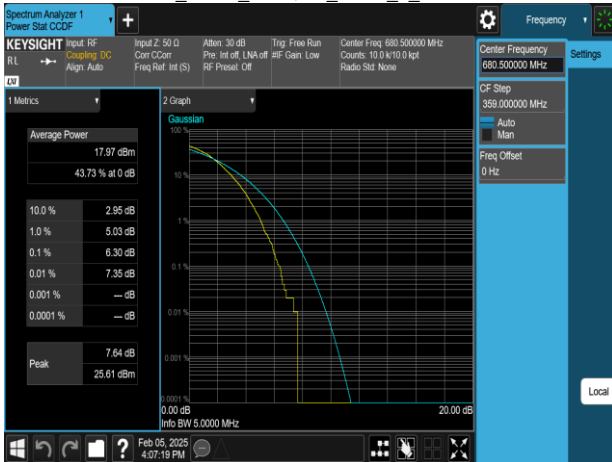 Spectrum Analyzer 1
Power Stat CCDF
Frequency
KEYSIGHT
Input: RF
Coupling: DC
Align: Auto
Input Z: 50 Ω
Corr CCorr
Freq Ref: Int (S)
Atten: 30 dB
Pre: Int off, LNA off
RF Presel: Off
Trig: Free Run
#IF Gain: Low
Center Freq: 680.500000 MHz
Counts: 10.0 k/10.0 kpt
Radio Std: None
RL
LXI
Center Frequency
680.500000 MHz
Settings
CF Step
359.000000 MHz
Auto
Man
Freq Offset
0 Hz
Local
1 Metrics
Average Power
17.97 dBm
43.73 % at 0 dB
10.0 % 2.95 dB
1.0 % 5.03 dB
0.1 % 6.30 dB
0.01 % 7.35 dB
0.001 % --- dB
0.0001 % --- dB
Peak
7.64 dB
25.61 dBm
2 Graph
Gaussian
100 %
10 %
1 %
0.1 %
0.01 %
0.001 %
0.0001 %
0.00 dB
20.00 dB
Info BW 5.0000 MHz
?
Feb 05, 2025
4:07:19 PM